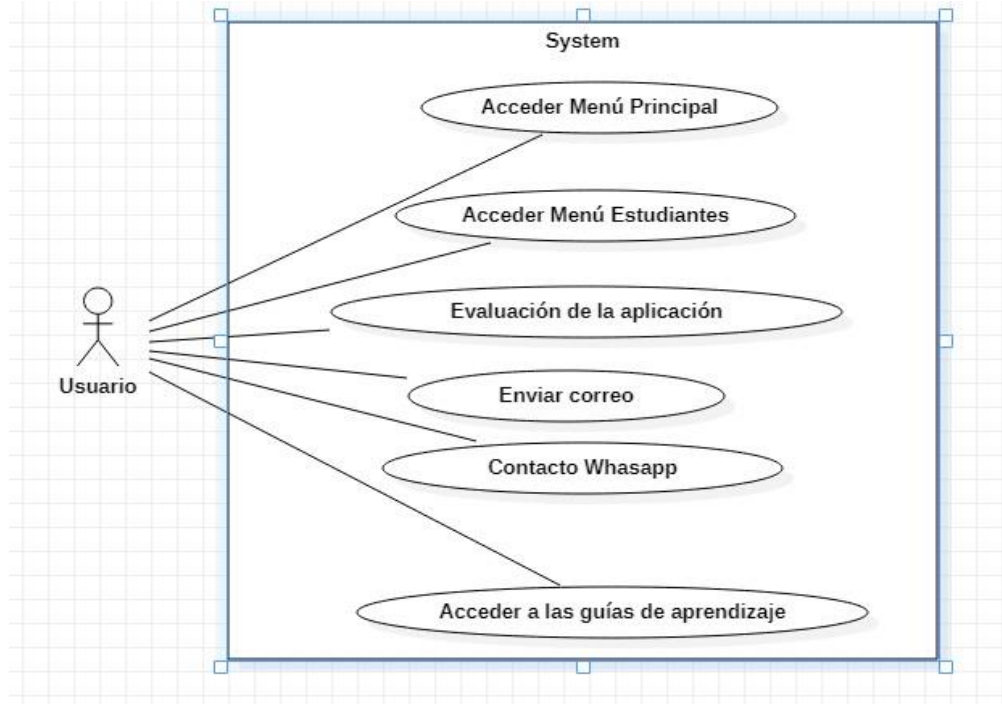 System
Acceder Menú Principal
Acceder Menú Estudiantes
Evaluación de la aplicación
Usuario
Enviar correo
Contacto Whasapp
Acceder a las guías de aprendizaje